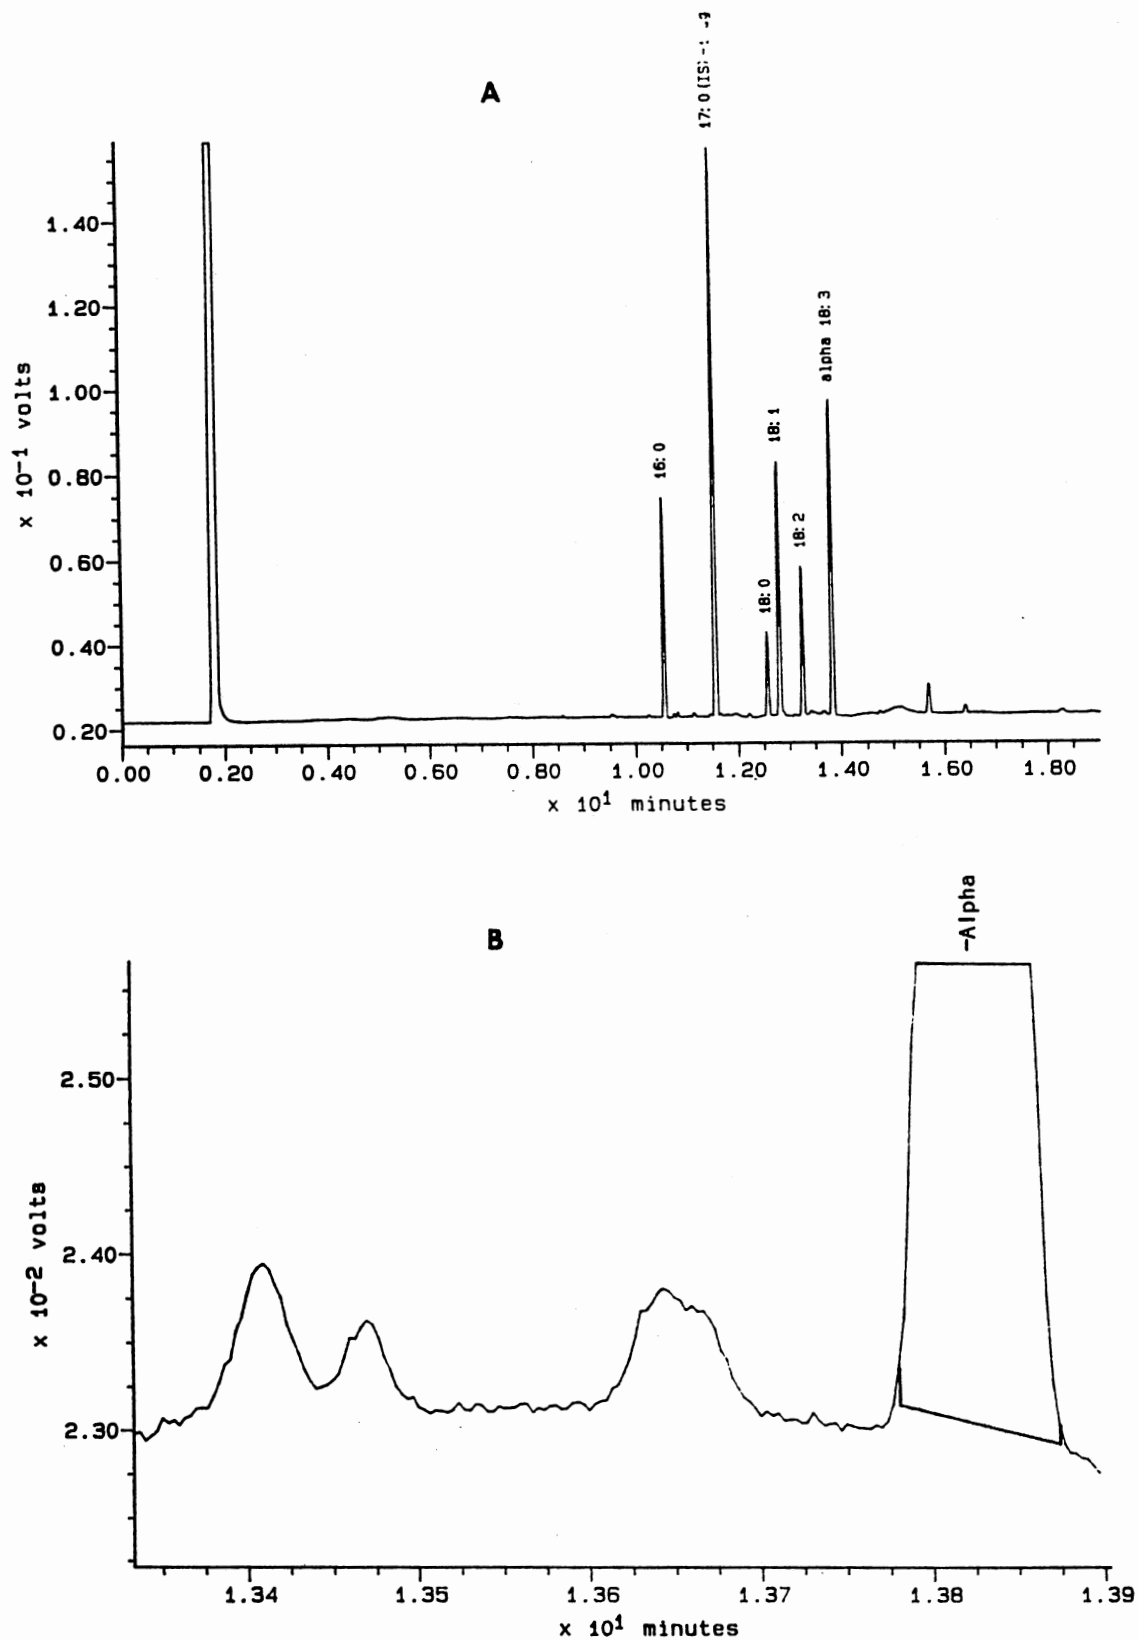 A
17:0 (IS)
1.40
1.20
1.00
0.80
0.60
0.40
0.20
x 10-1 volts
16:0
18:0
18:1
18:2
alpha 18:3
0.00 0.20 0.40 0.60 0.80 1.00 1.20 1.40 1.60 1.80
x 10¹ minutes
B
-Alpha
2.50
2.40
2.30
x 10-2 volts
1.34 1.35 1.36 1.37 1.38 1.39
x 10¹ minutes